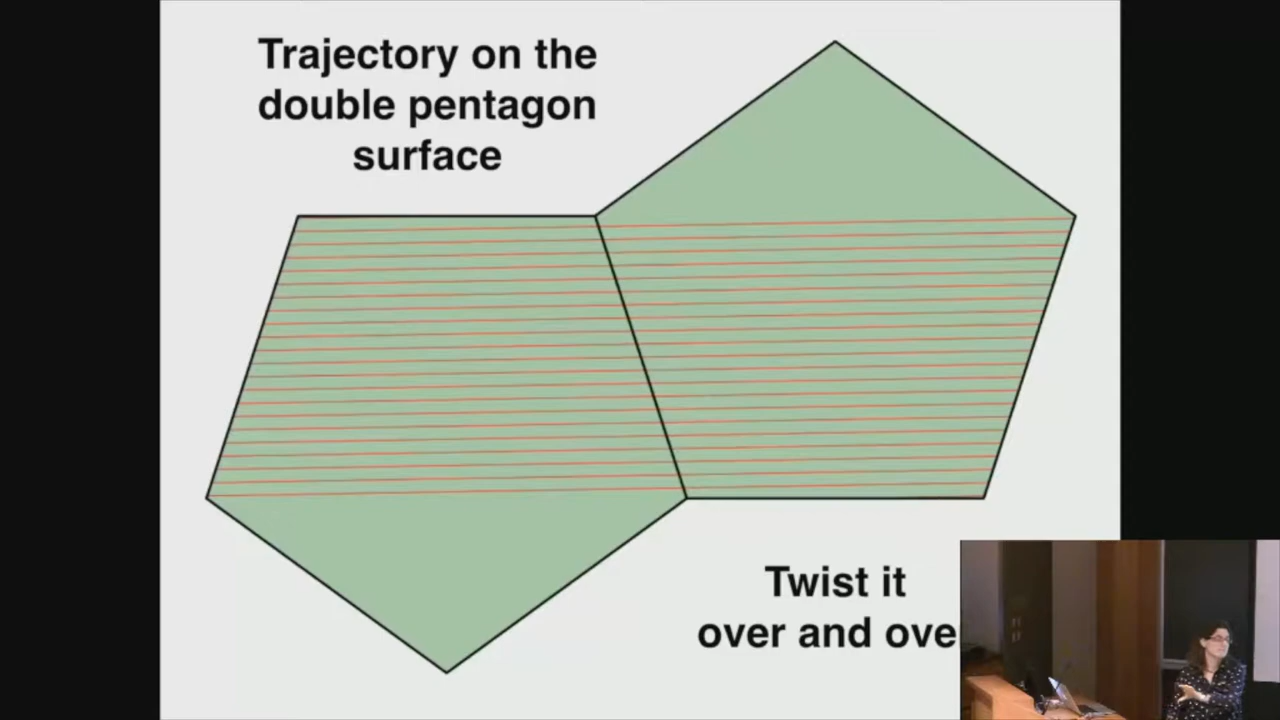 Trajectory on the
double pentagon
surface
Twist it
over and ove